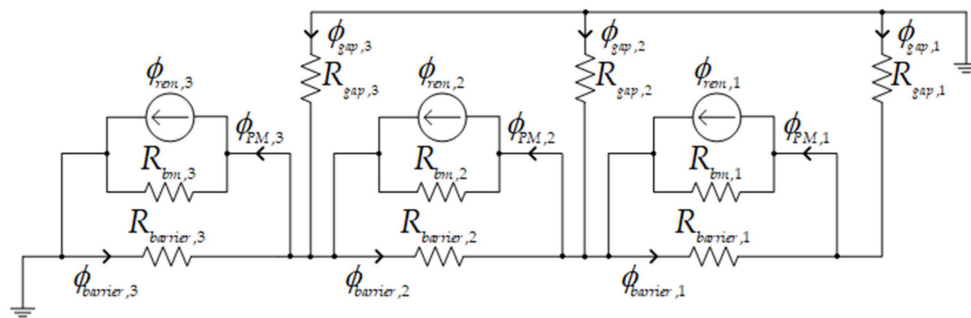 ϕgap,3 ϕgap,2 ϕgap,1
Rgap,3 Rgap,2 Rgap,1
ϕrem,3 ϕrem,2 ϕrem,1
ϕPM,3 ϕPM,2 ϕPM,1
Rbm,3 Rbm,2 Rbm,1
Rbarrier,3 Rbarrier,2 Rbarrier,1
ϕbarrier,3 ϕbarrier,2 ϕbarrier,1